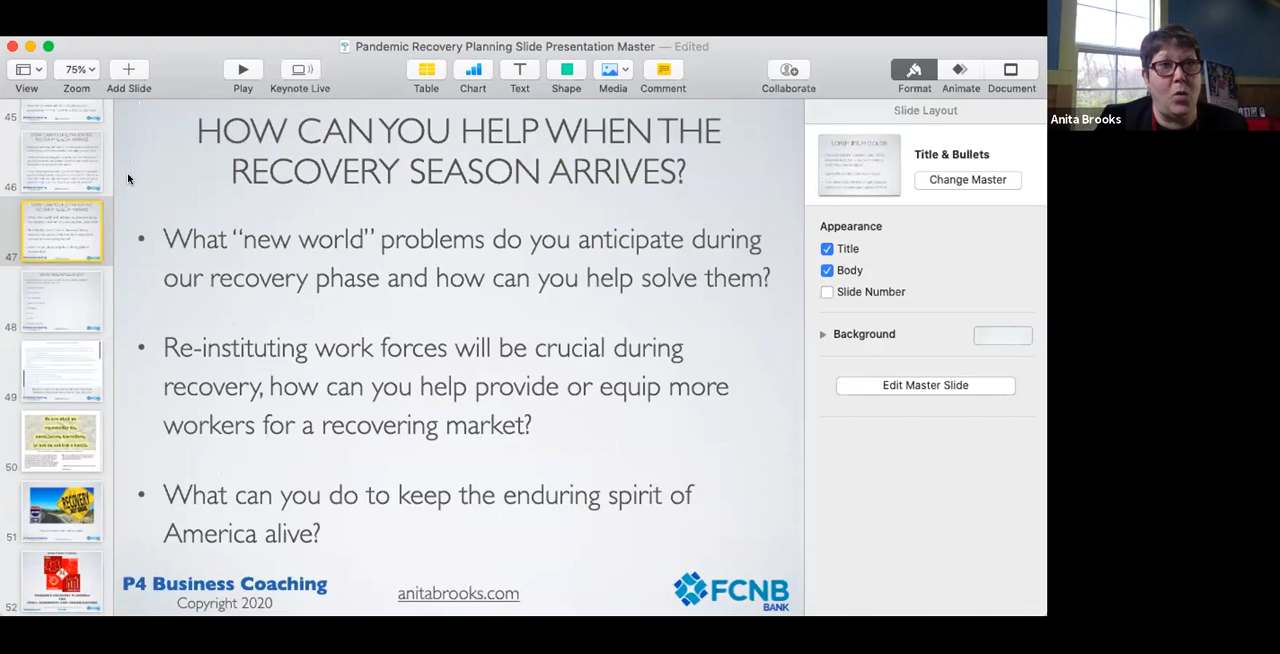 Pandemic Recovery Planning Slide Presentation Master — Edited
75%
View Zoom Add Slide Play Keynote Live Table Chart Text Shape Media Comment Collaborate Format Animate Document
Slide Layout
Title & Bullets
Change Master
Appearance
Title
Body
Slide Number
Background
Edit Master Slide
Anita Brooks
45
46
47
48
49
50
51
52
RECOVERY
HOW CAN YOU HELP WHEN THE
RECOVERY SEASON ARRIVES?
• What “new world” problems do you anticipate during
our recovery phase and how can you help solve them?
• Re-instituting work forces will be crucial during
recovery, how can you help provide or equip more
workers for a recovering market?
• What can you do to keep the enduring spirit of
America alive?
P4 Business Coaching
Copyright 2020
anitabrooks.com
FCNB
BANK